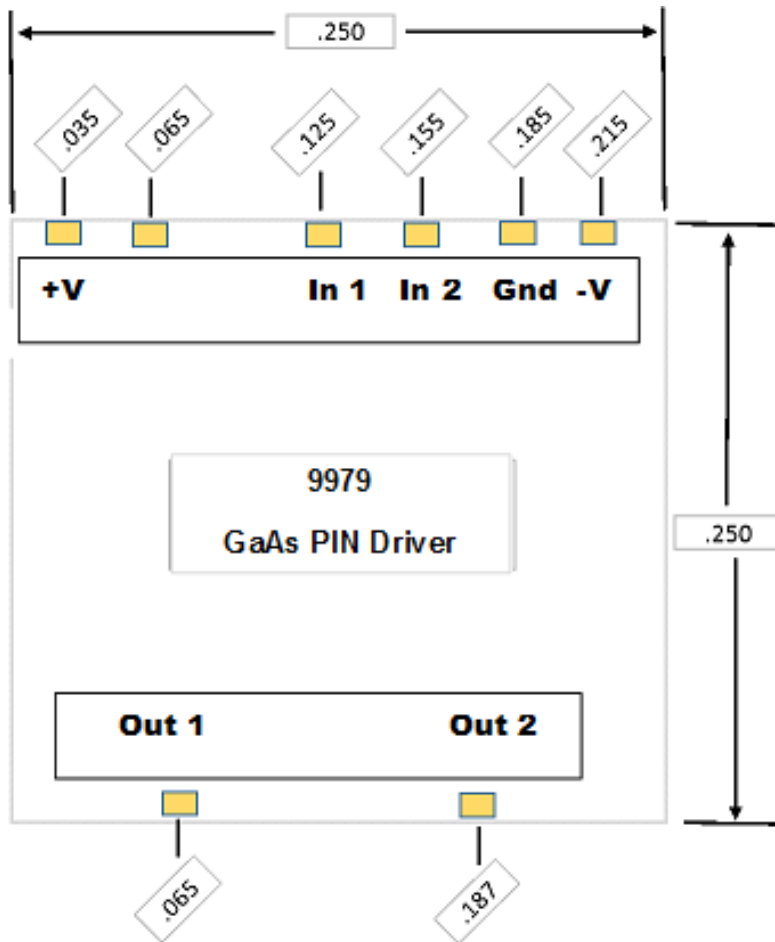 .250
.035 .065 .125 .155 .185 .215
+V In 1 In 2 Gnd -V
9979
GaAs PIN Driver
.250
Out 1 Out 2
.065 .187